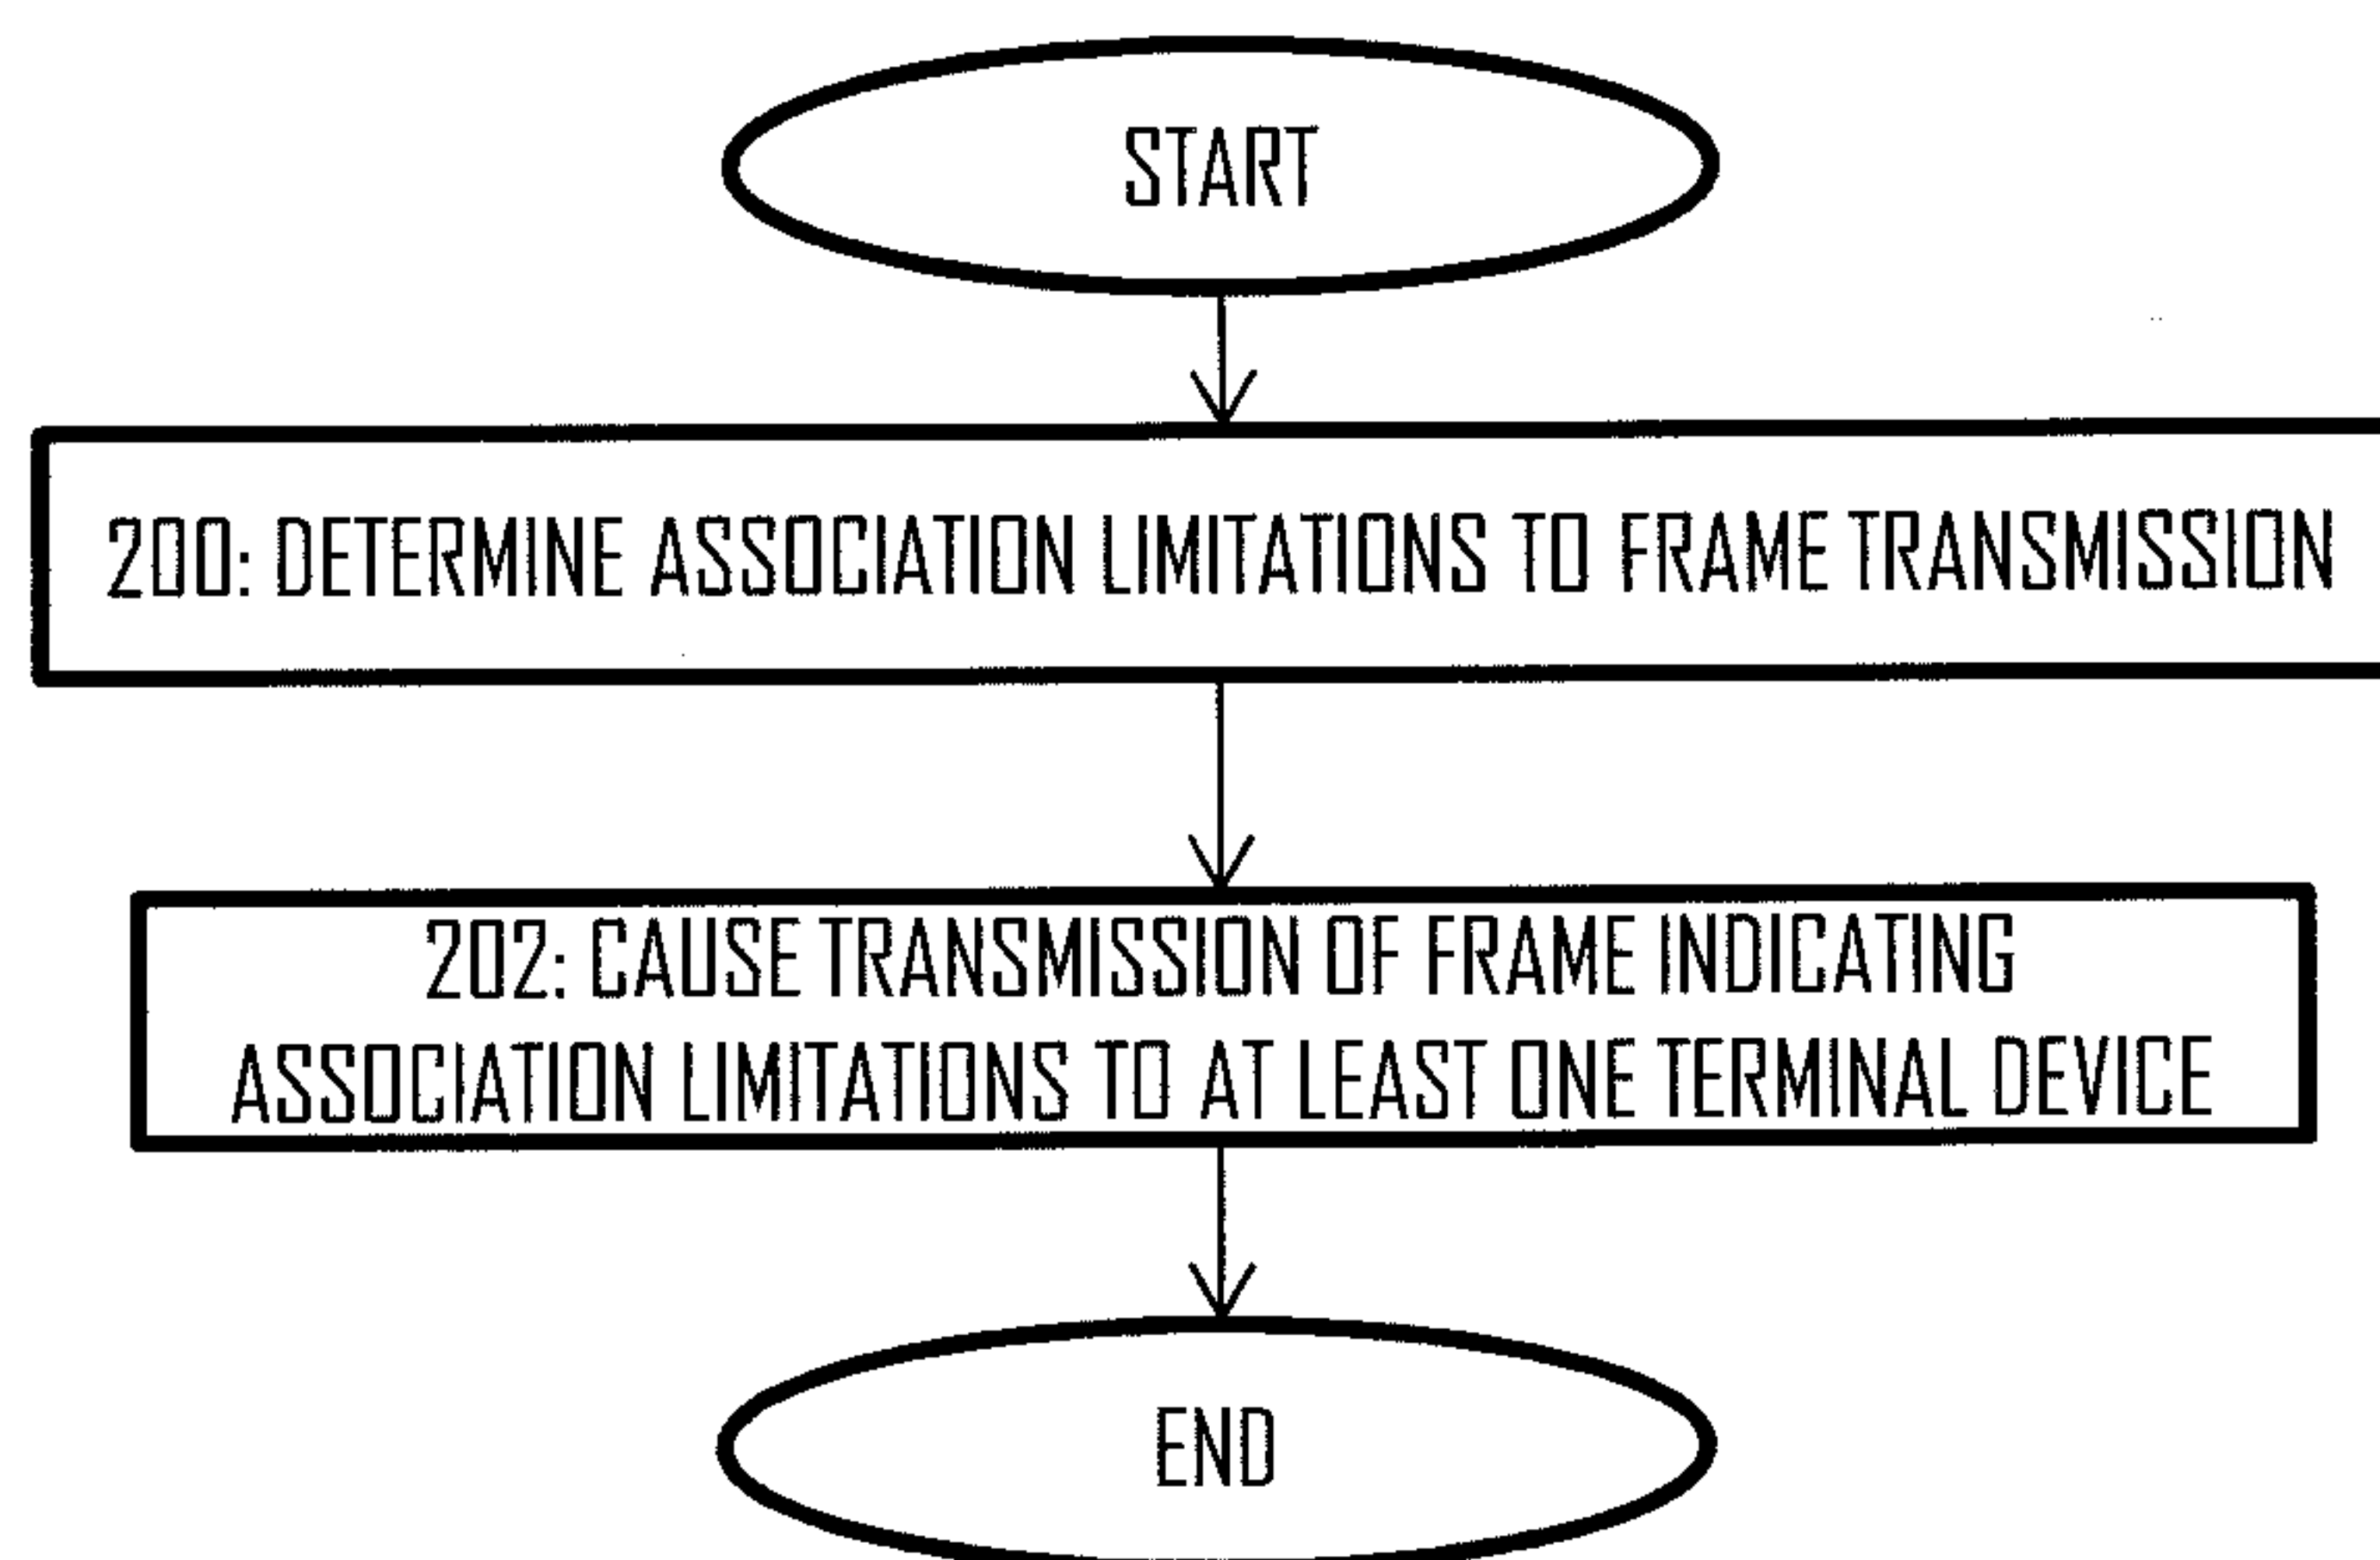 START
200: DETERMINE ASSOCIATION LIMITATIONS TO FRAME TRANSMISSION
202: CAUSE TRANSMISSION OF FRAME INDICATING
ASSOCIATION LIMITATIONS TO AT LEAST ONE TERMINAL DEVICE
END